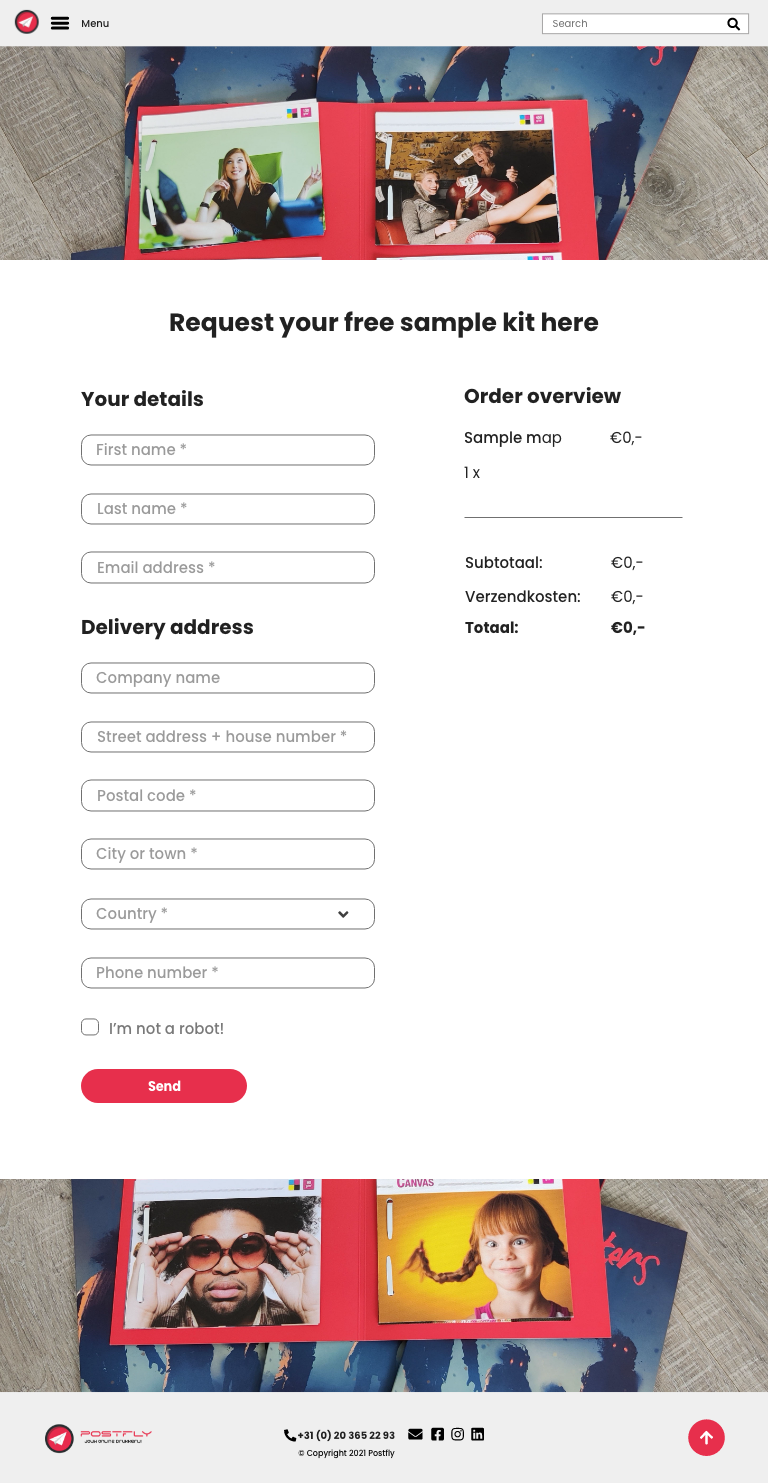 Menu
Search
Request your free sample kit here
Your details
First name *
Last name *
Email address *
Delivery address
Company name
Street address + house number *
Postal code *
City or town *
Country *
Phone number *
I'm not a robot!
Send
Order overview
Sample map €0,-
1 x
Subtotaal: €0,-
Verzendkosten: €0,-
Totaal: €0,-
CANVAS
POSTFLY
JOUW ONLINE DRUKKERIJ
+31 (0) 20 365 22 93
© Copyright 2021 Postfly